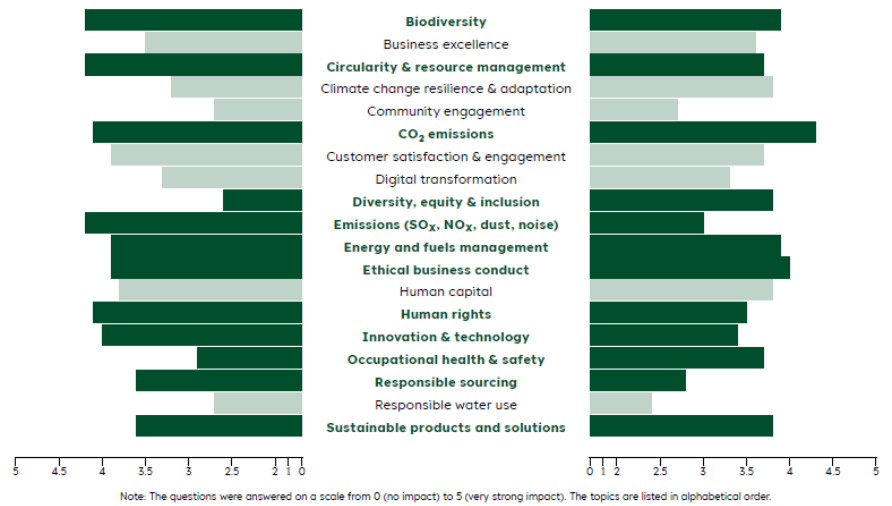 Biodiversity
Business excellence
Circularity & resource management
Climate change resilience & adaptation
Community engagement
CO₂ emissions
Customer satisfaction & engagement
Digital transformation
Diversity, equity & inclusion
Emissions (SOₓ, NOₓ, dust, noise)
Energy and fuels management
Ethical business conduct
Human capital
Human rights
Innovation & technology
Occupational health & safety
Responsible sourcing
Responsible water use
Sustainable products and solutions
5 4.5 4 3.5 3 2.5 2 1 0 0 1 2 2.5 3 3.5 4 4.5 5
Note: The questions were answered on a scale from 0 (no impact) to 5 (very strong impact). The topics are listed in alphabetical order.